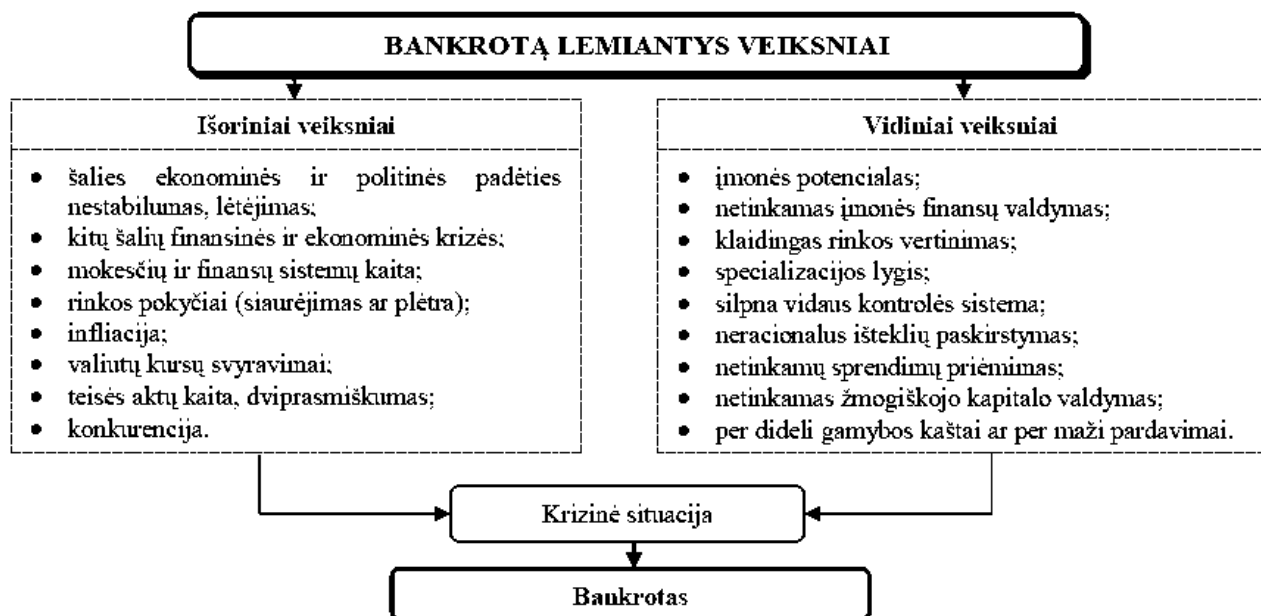 BANKROTĄ LEMIANTYS VEIKSNIAI
Išoriniai veiksniai
• šalies ekonominės ir politinės padėties
nestabilumas, lėtėjimas;
• kitų šalių finansinės ir ekonominės krizės;
• mokesčių ir finansų sistemų kaita;
• rinkos pokyčiai (siaurėjimas ar plėtra);
• infliacija;
• valiutų kursų svyravimai;
• teisės aktų kaita, dviprasmiškumas;
• konkurencija.
Vidiniai veiksniai
• įmonės potencialas;
• netinkamas įmonės finansų valdymas;
• klaidingas rinkos vertinimas;
• specializacijos lygis;
• silpna vidaus kontrolės sistema;
• neracionalus išteklių paskirstymas;
• netinkamų sprendimų priėmimas;
• netinkamas žmogiškojo kapitalo valdymas;
• per dideli gamybos kaštai ar per maži pardavimai.
Krizinė situacija
Bankrotas